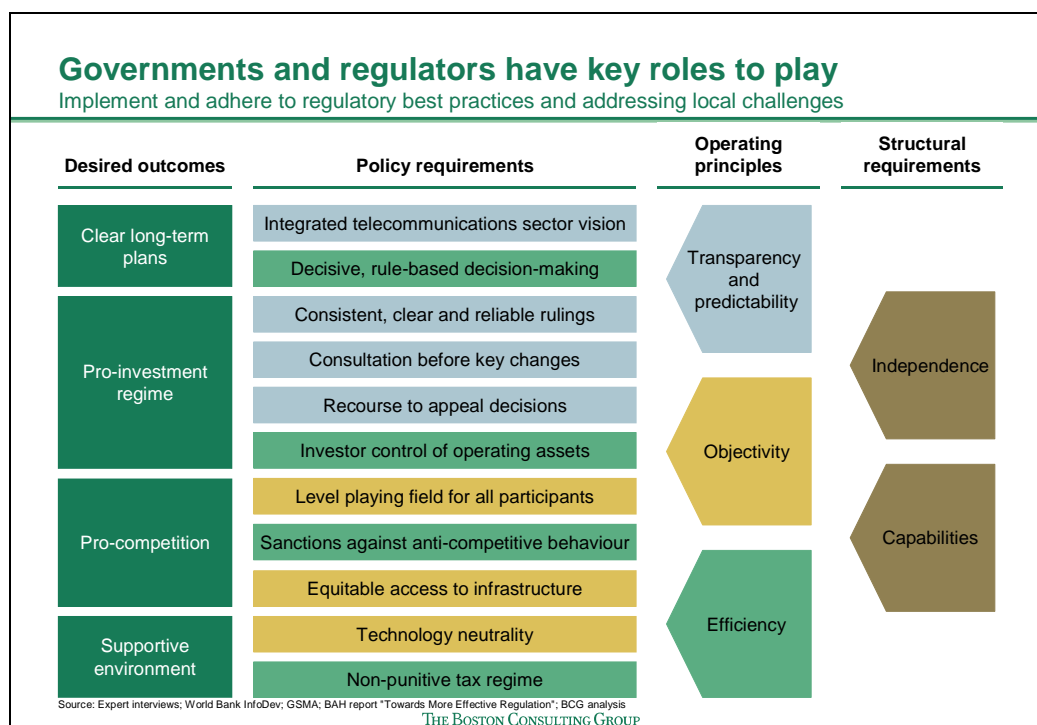 Governments and regulators have key roles to play
Implement and adhere to regulatory best practices and addressing local challenges
Desired outcomes
Policy requirements
Operating
principles
Structural
requirements
Clear long-term
plans
Integrated telecommunications sector vision
Decisive, rule-based decision-making
Pro-investment
regime
Consistent, clear and reliable rulings
Consultation before key changes
Recourse to appeal decisions
Investor control of operating assets
Pro-competition
Level playing field for all participants
Sanctions against anti-competitive behaviour
Equitable access to infrastructure
Supportive
environment
Technology neutrality
Non-punitive tax regime
Transparency
and
predictability
Objectivity
Efficiency
Independence
Capabilities
Source: Expert interviews; World Bank InfoDev; GSMA; BAH report "Towards More Effective Regulation"; BCG analysis
THE BOSTON CONSULTING GROUP